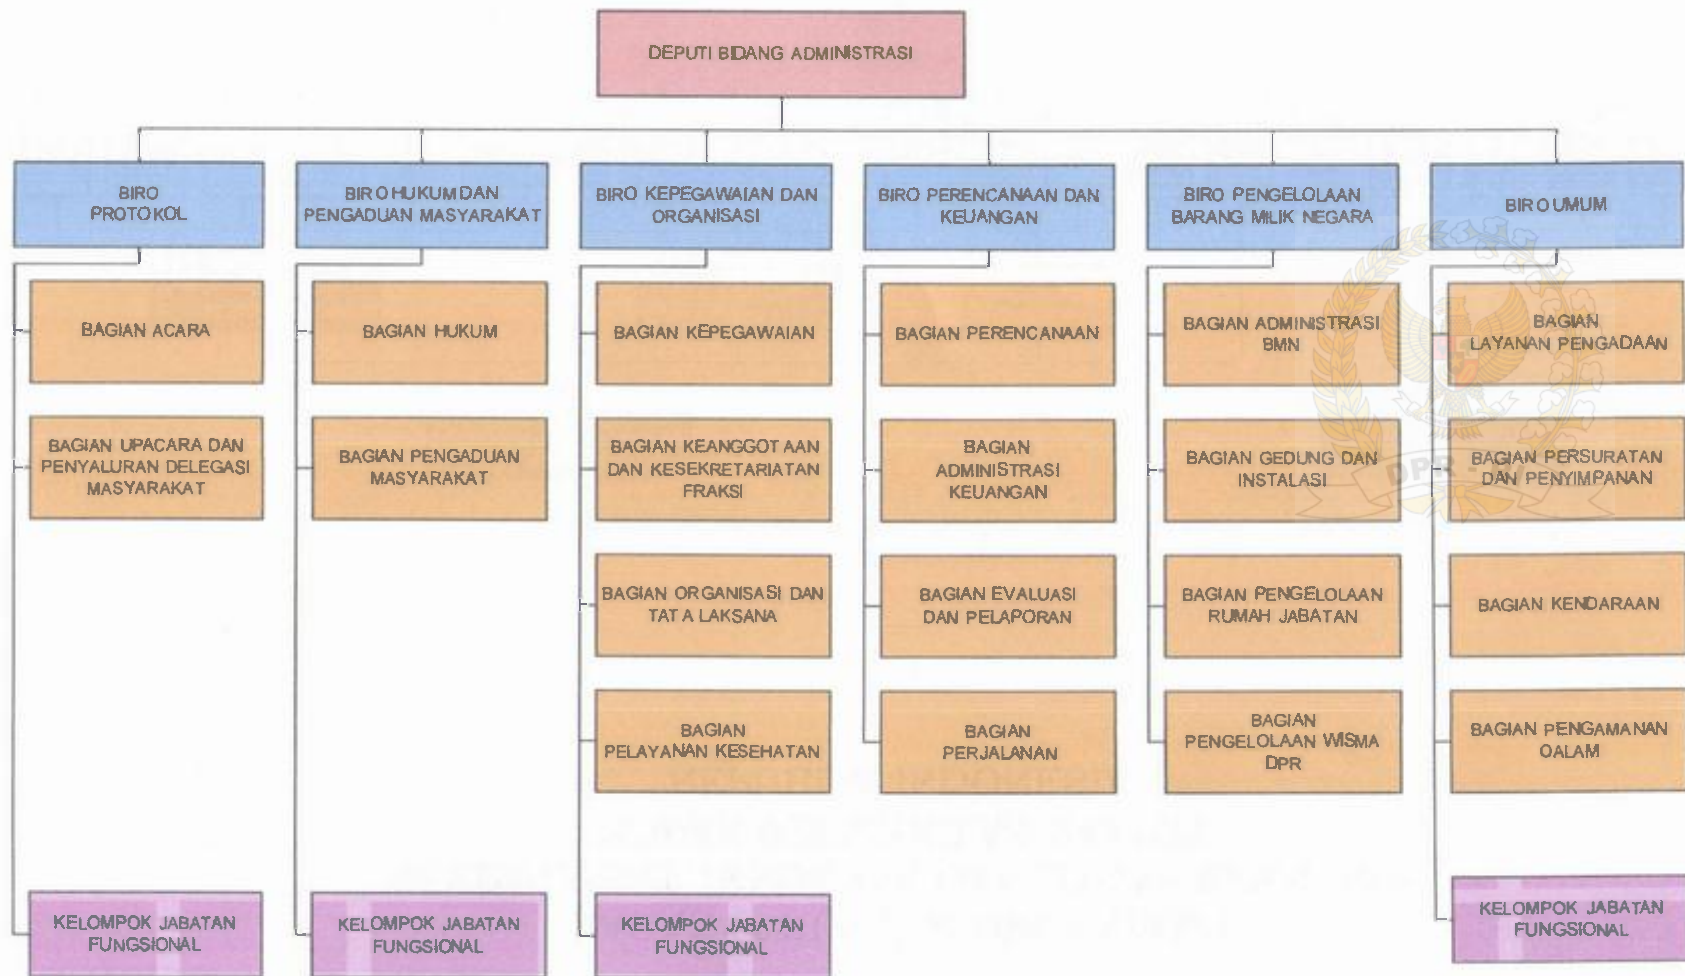 DEPUTI BIDANG ADMINISTRASI
BIRO
PROTOKOL
BIRO HUKUM DAN
PENGADUAN MASYARAKAT
BIRO KEPEGAWAIAN DAN
ORGANISASI
BIRO PERENCANAAN DAN
KEUANGAN
BIRO PENGELOLAAN
BARANG MILIK NEGARA
BIRO UMUM
BAGIAN ACARA
BAGIAN HUKUM
BAGIAN KEPEGAWAIAN
BAGIAN PERENCANAAN
BAGIAN ADMINISTRASI
BMN
BAGIAN
LAYANAN PENGADAAN
BAGIAN UPACARA DAN
PENYALURAN DELEGASI
MASYARAKAT
BAGIAN PENGADUAN
MASYARAKAT
BAGIAN KEANGGOTAAN
DAN KESEKRETARIATAN
FRAKSI
BAGIAN
ADMINISTRASI
KEUANGAN
BAGIAN GEDUNG DAN
INSTALASI
BAGIAN PERSURATAN
DAN PENYIMPANAN
DPR - RI
BAGIAN ORGANISASI DAN
TATA LAKSANA
BAGIAN EVALUASI
DAN PELAPORAN
BAGIAN PENGELOLAAN
RUMAH JABATAN
BAGIAN KENDARAAN
BAGIAN
PELAYANAN KESEHATAN
BAGIAN
PERJALANAN
BAGIAN
PENGELOLAAN WISMA
DPR
BAGIAN PENGAMANAN
OALAM
KELOMPOK JABATAN
FUNGSIONAL
KELOMPOK JABATAN
FUNGSIONAL
KELOMPOK JABATAN
FUNGSIONAL
KELOMPOK JABATAN
FUNGSIONAL